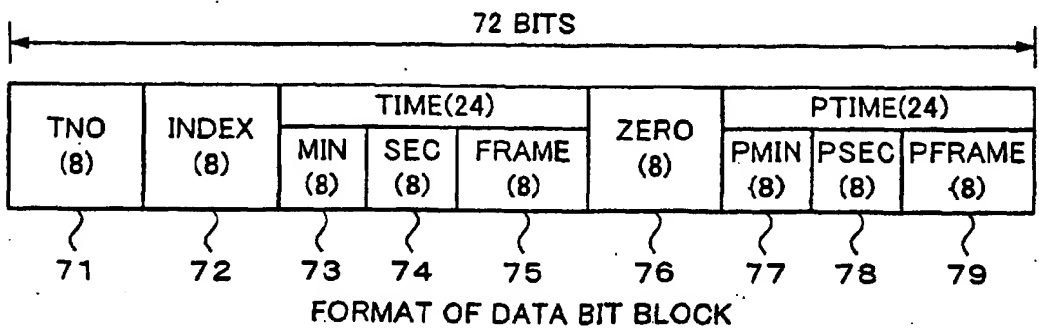 72 BITS
TNO (8)
INDEX (8)
TIME(24)
MIN (8)
SEC (8)
FRAME (8)
ZERO (8)
PTIME(24)
PMIN (8)
PSEC (8)
PFRAME (8)
71 72 73 74 75 76 77 78 79
FORMAT OF DATA BIT BLOCK